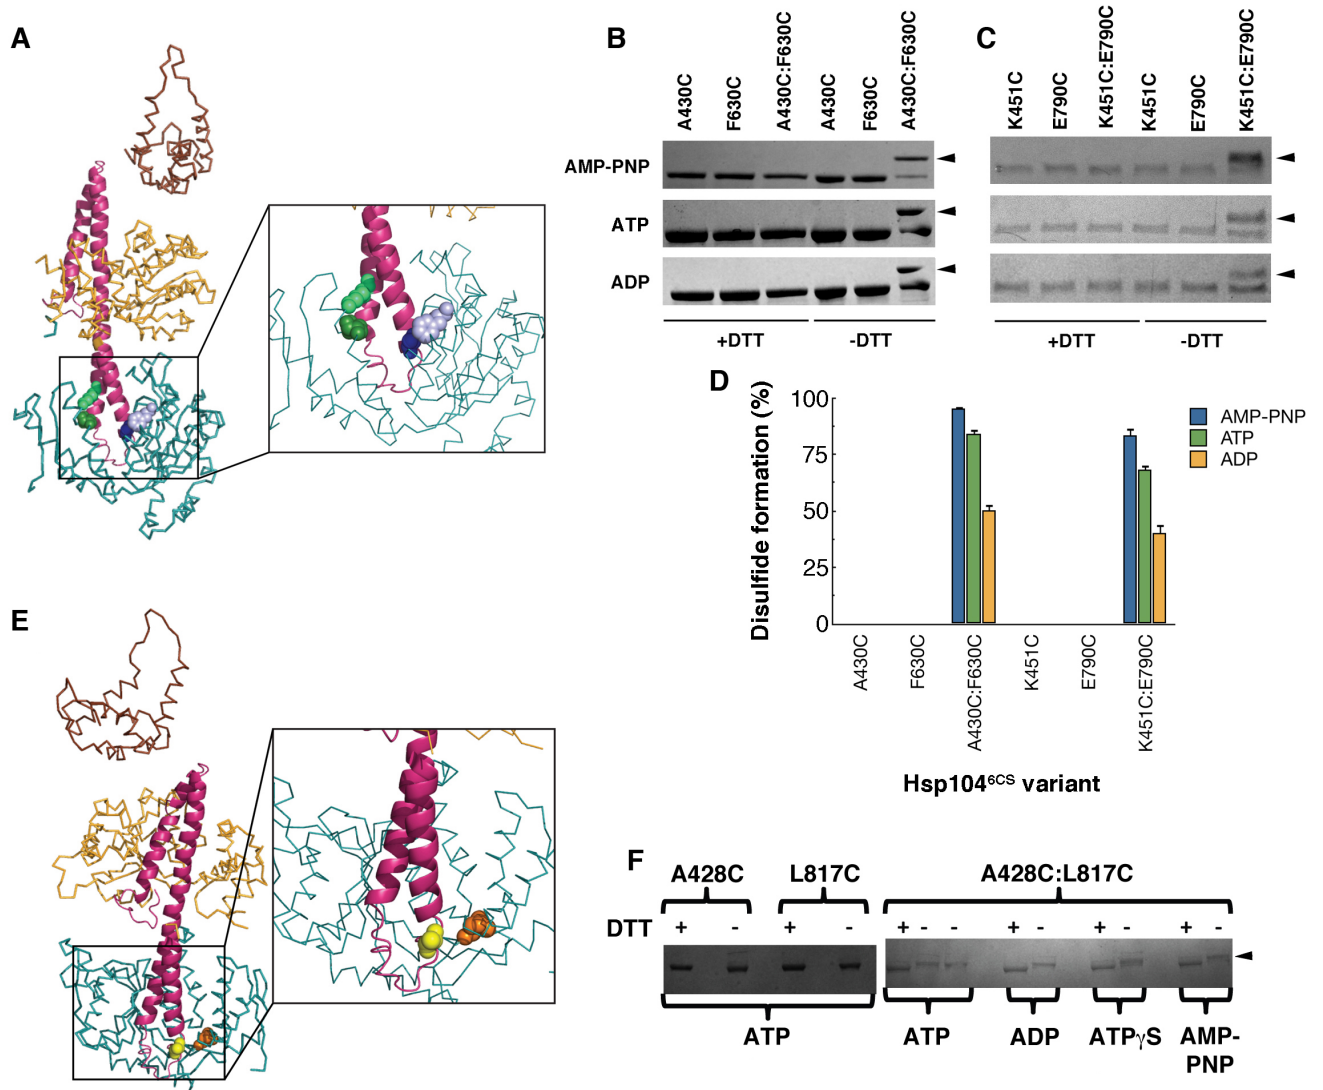 A
B
A430C
F630C
A430C:F630C
A430C
F630C
A430C:F630C
AMP-PNP
ATP
ADP
+DTT
-DTT
C
K451C
E790C
K451C:E790C
K451C
E790C
K451C:E790C
+DTT
-DTT
D
Disulfide formation (%)
100
75
50
25
0
AMP-PNP
ATP
ADP
A430C
F630C
A430C:F630C
K451C
E790C
K451C:E790C
Hsp104⁶ᶜˢ variant
E
F
A428C
L817C
A428C:L817C
DTT + - + - + - - + - + - + -
ATP
ATP
ADP
ATPγS
AMP-
PNP